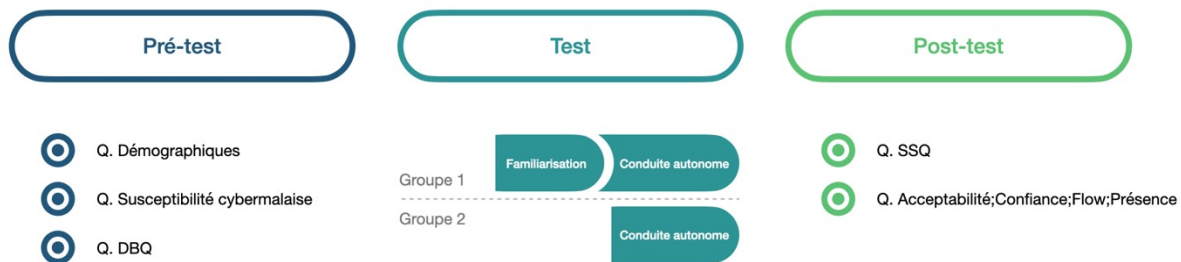 Pré-test
Test
Post-test
Q. Démographiques
Q. Susceptibilité cybermalaise
Q. DBQ
Groupe 1
Familiarisation
Conduite autonome
Groupe 2
Conduite autonome
Q. SSQ
Q. Acceptabilité;Confiance;Flow;Présence